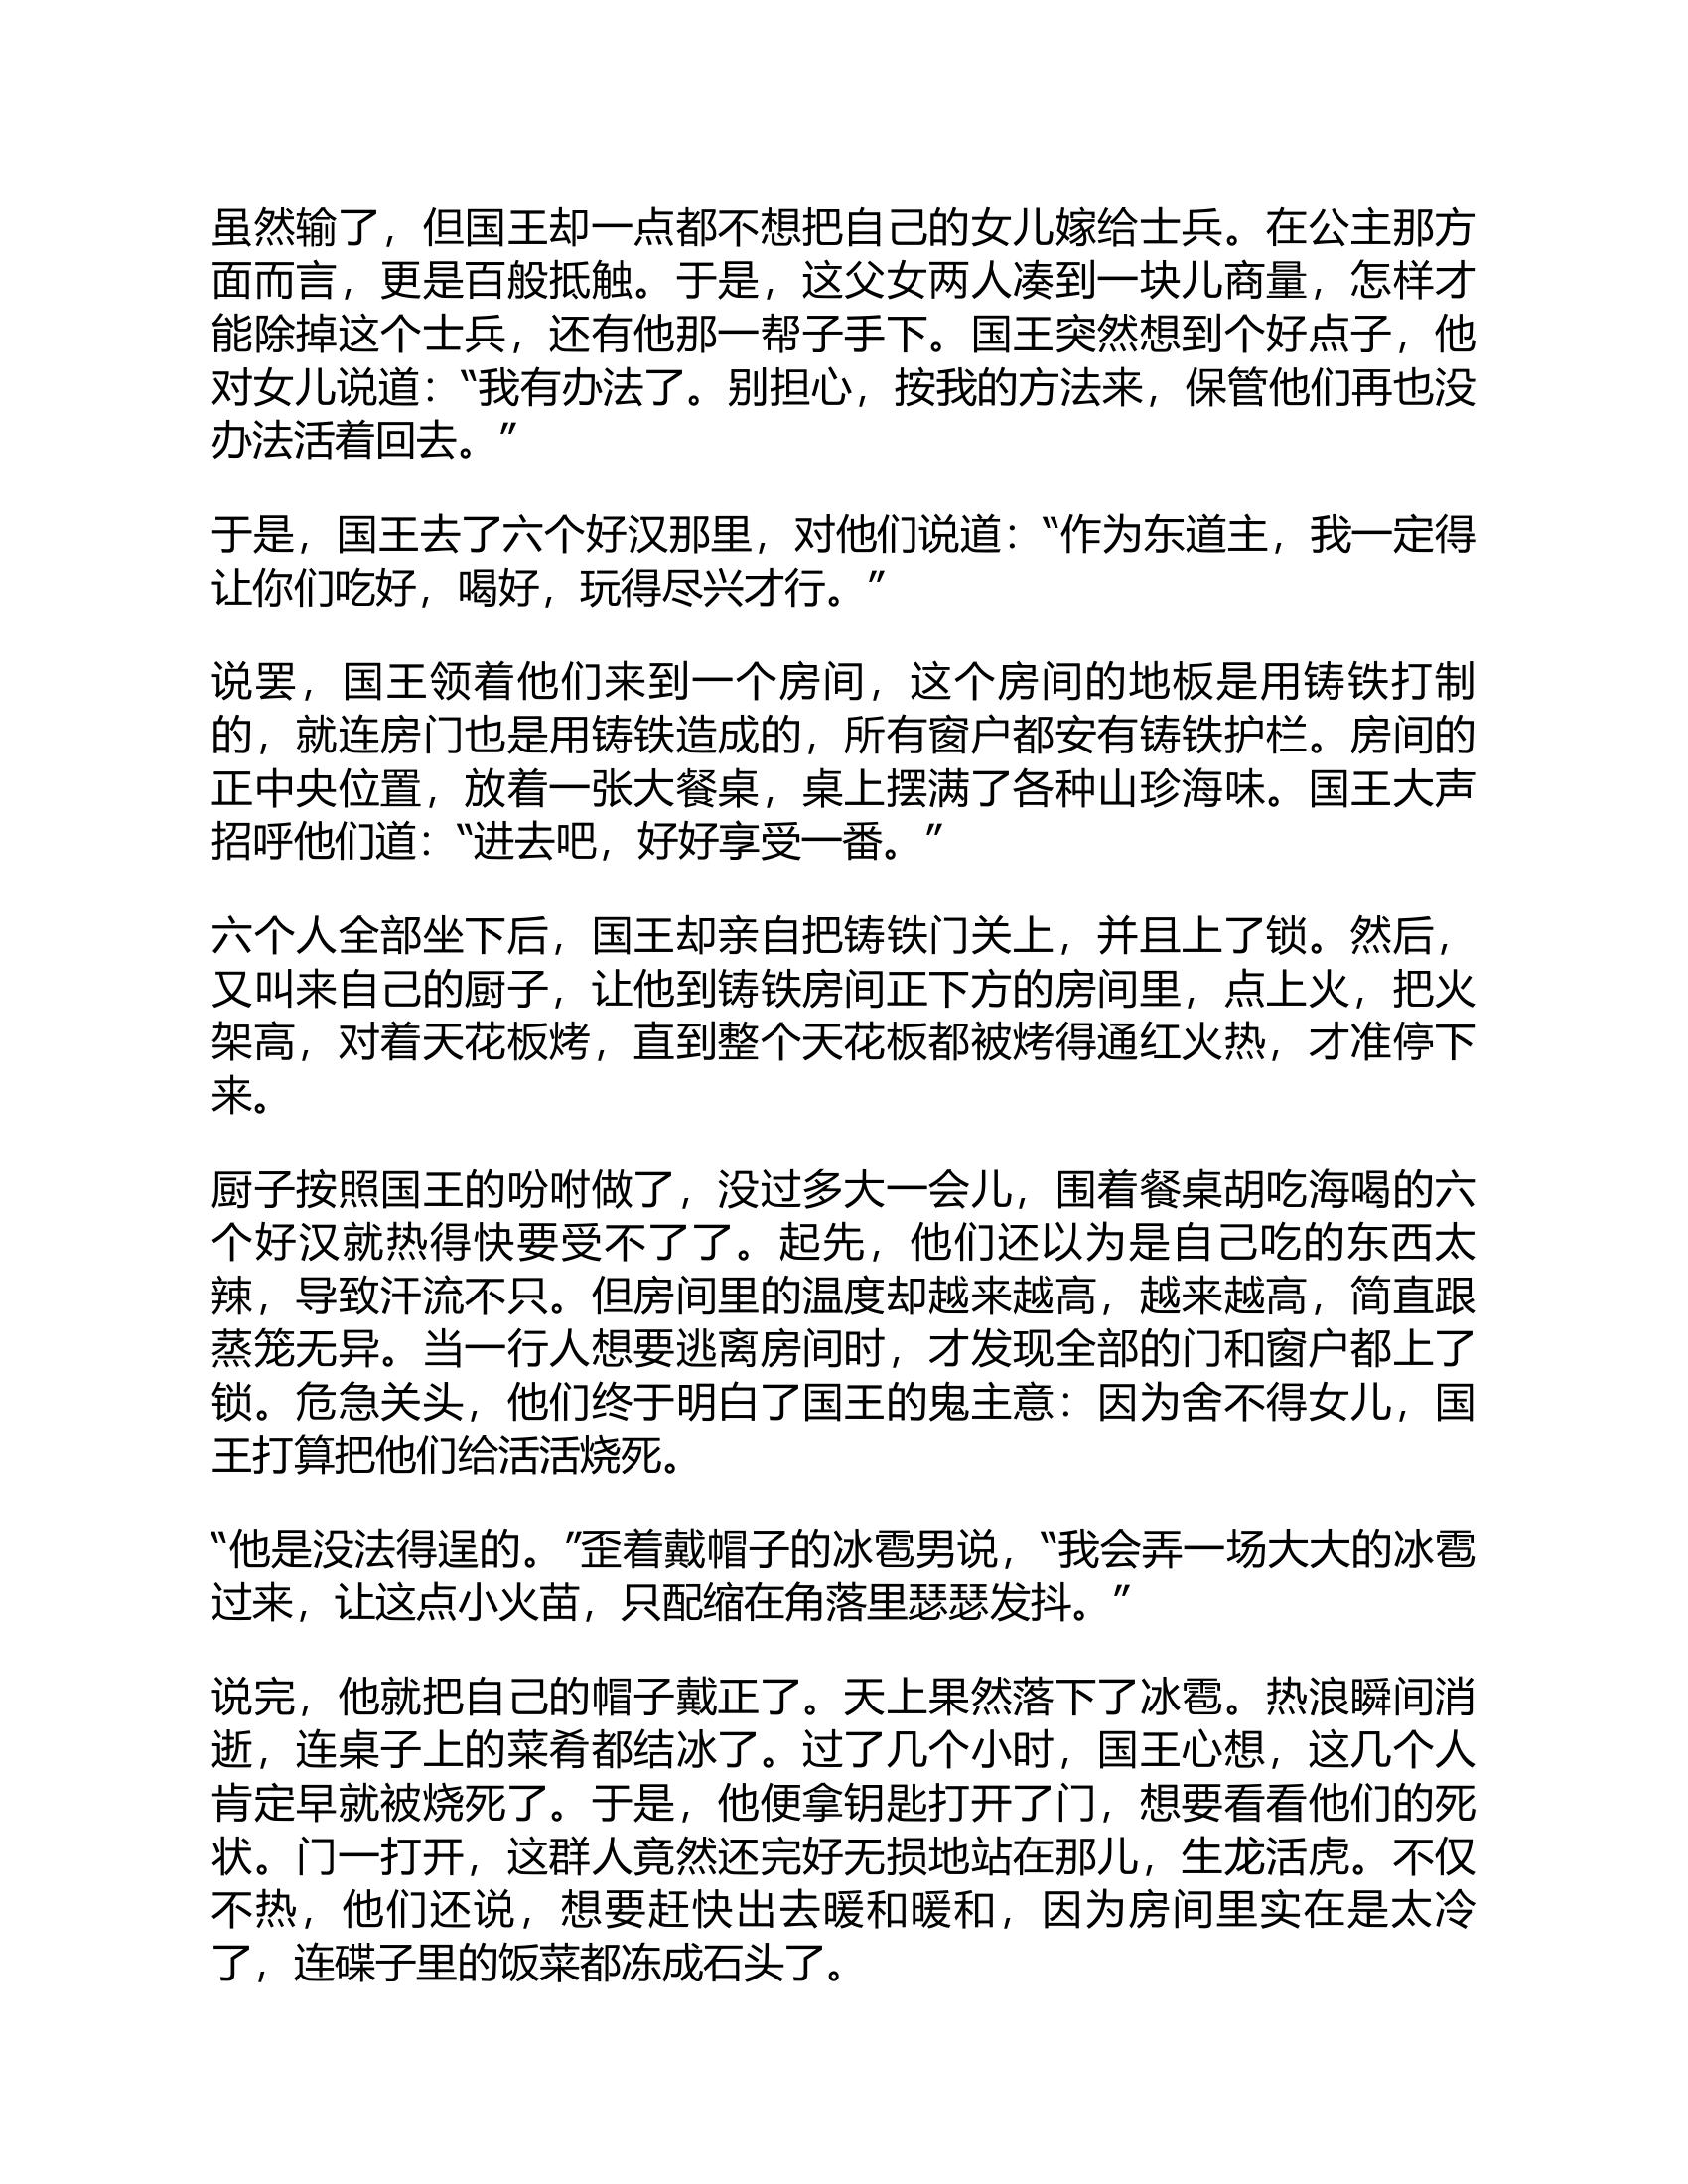 虽然输了，但国王却一点都不想把自己的女儿嫁给士兵。在公主那方
面而言，更是百般抵触。于是，这父女两人凑到一块儿商量，怎样才
能除掉这个士兵，还有他那一帮子手下。国王突然想到个好点子，他
对女儿说道：“我有办法了。别担心，按我的方法来，保管他们再也没
办法活着回去。”
于是，国王去了六个好汉那里，对他们说道：“作为东道主，我一定得
让你们吃好，喝好，玩得尽兴才行。”
说罢，国王领着他们来到一个房间，这个房间的地板是用铸铁打制
的，就连房门也是用铸铁造成的，所有窗户都安有铸铁护栏。房间的
正中央位置，放着一张大餐桌，桌上摆满了各种山珍海味。国王大声
招呼他们道：“进去吧，好好享受一番。”
六个人全部坐下后，国王却亲自把铸铁门关上，并且上了锁。然后，
又叫来自己的厨子，让他到铸铁房间正下方的房间里，点上火，把火
架高，对着天花板烤，直到整个天花板都被烤得通红火热，才准停下
来。
厨子按照国王的吩咐做了，没过多大一会儿，围着餐桌胡吃海喝的六
个好汉就热得快要受不了了。起先，他们还以为是自己吃的东西太
辣，导致汗流不只。但房间里的温度却越来越高，越来越高，简直跟
蒸笼无异。当一行人想要逃离房间时，才发现全部的门和窗户都上了
锁。危急关头，他们终于明白了国王的鬼主意：因为舍不得女儿，国
王打算把他们给活活烧死。
“他是没法得逞的。”歪着戴帽子的冰雹男说，“我会弄一场大大的冰雹
过来，让这点小火苗，只配缩在角落里瑟瑟发抖。”
说完，他就把自己的帽子戴正了。天上果然落下了冰雹。热浪瞬间消
逝，连桌子上的菜肴都结冰了。过了几个小时，国王心想，这几个人
肯定早就被烧死了。于是，他便拿钥匙打开了门，想要看看他们的死
状。门一打开，这群人竟然还完好无损地站在那儿，生龙活虎。不仅
不热，他们还说，想要赶快出去暖和暖和，因为房间里实在是太冷
了，连碟子里的饭菜都冻成石头了。